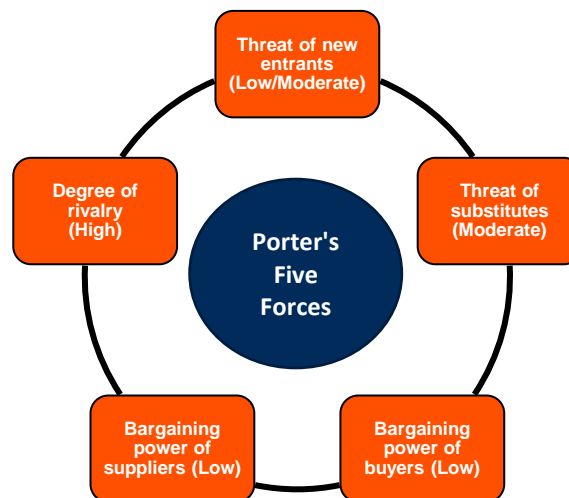 Threat of new
entrants
(Low/Moderate)
Degree of
rivalry
(High)
Threat of
substitutes
(Moderate)
Porter's
Five
Forces
Bargaining
power of
suppliers (Low)
Bargaining
power of
buyers (Low)